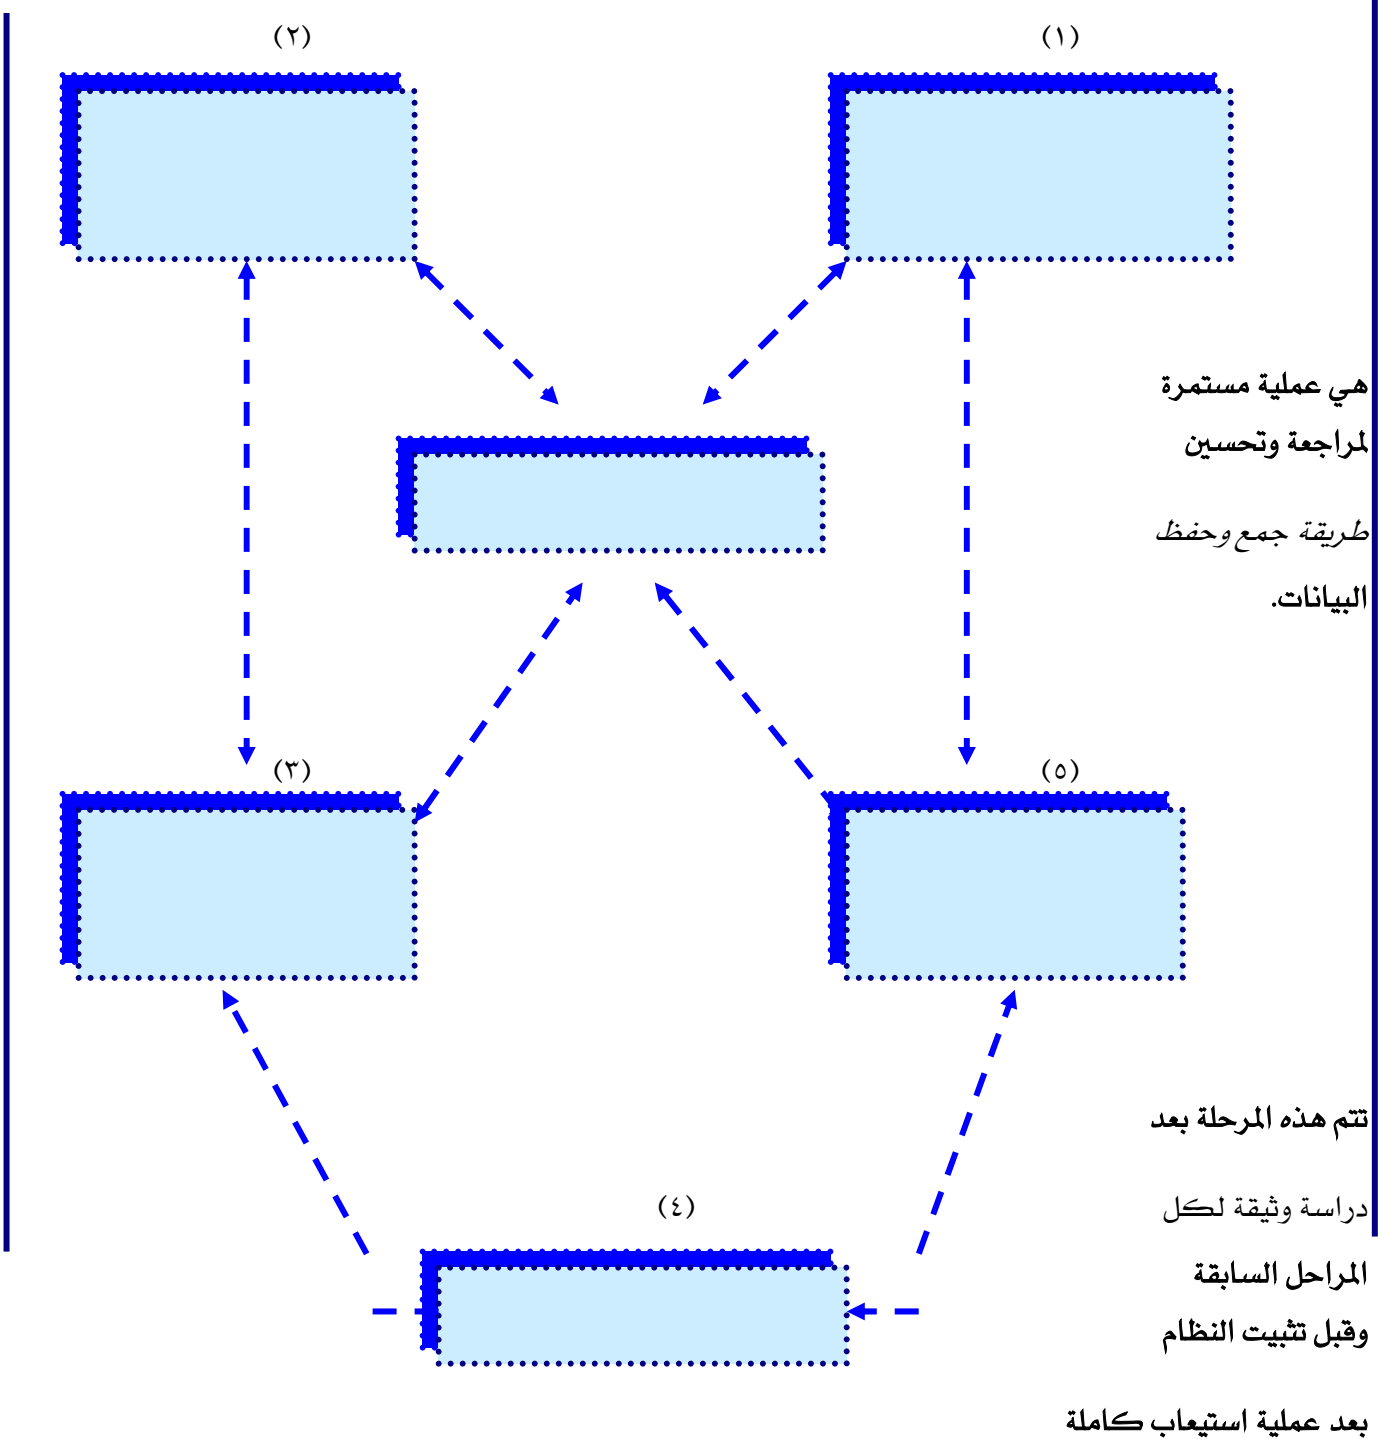 (١)
(٢)
هي عملية مستمرة
لمراجعة وتحسين
طريقة جمع وحفظ
البيانات.
(٥)
(٣)
تتم هذه المرحلة بعد
دراسة وثيقة لكل
(٤)
المراحل السابقة
وقبل تثبيت النظام
بعد عملية استيعاب كاملة